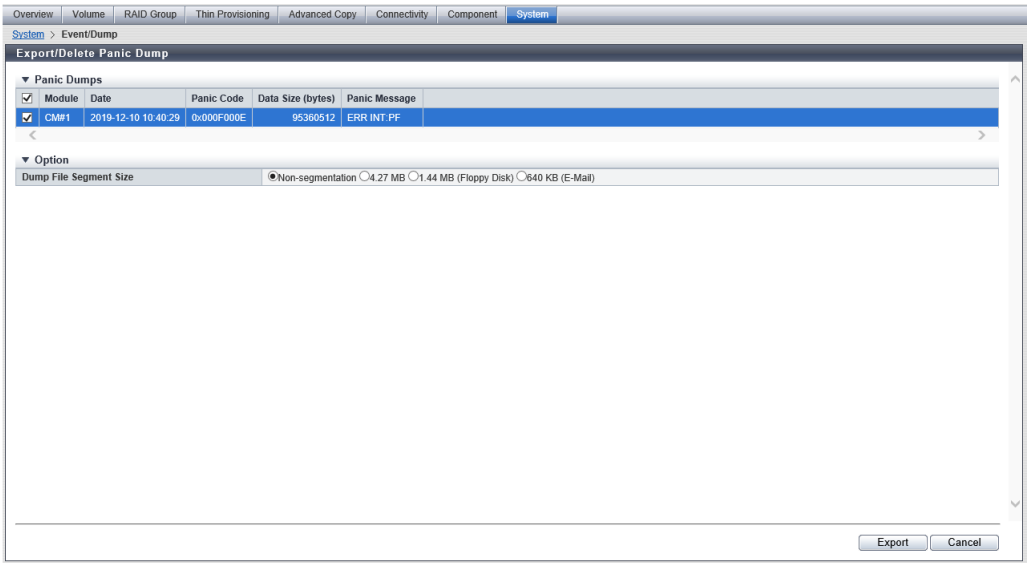 Overview Volume RAID Group Thin Provisioning Advanced Copy Connectivity Component System
System > Event/Dump
Export/Delete Panic Dump
▼ Panic Dumps
Module Date Panic Code Data Size (bytes) Panic Message
CM#1 2019-12-10 10:40:29 0x000F000E 95360512 ERR INT:PF
▼ Option
Dump File Segment Size Non-segmentation 4.27 MB 1.44 MB (Floppy Disk) 640 KB (E-Mail)
Export Cancel